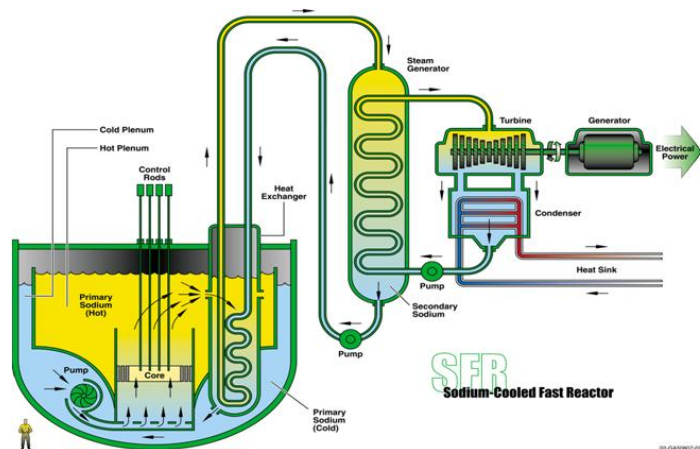 Steam
Generator
Turbine
Generator
Electrical
Power
Cold Plenum
Hot Plenum
Control
Rods
Heat
Exchanger
Condenser
Heat Sink
Pump
Primary
Sodium
(Hot)
Secondary
Sodium
Pump
Pump
Core
Primary
Sodium
(Cold)
SFR
Sodium-Cooled Fast Reactor